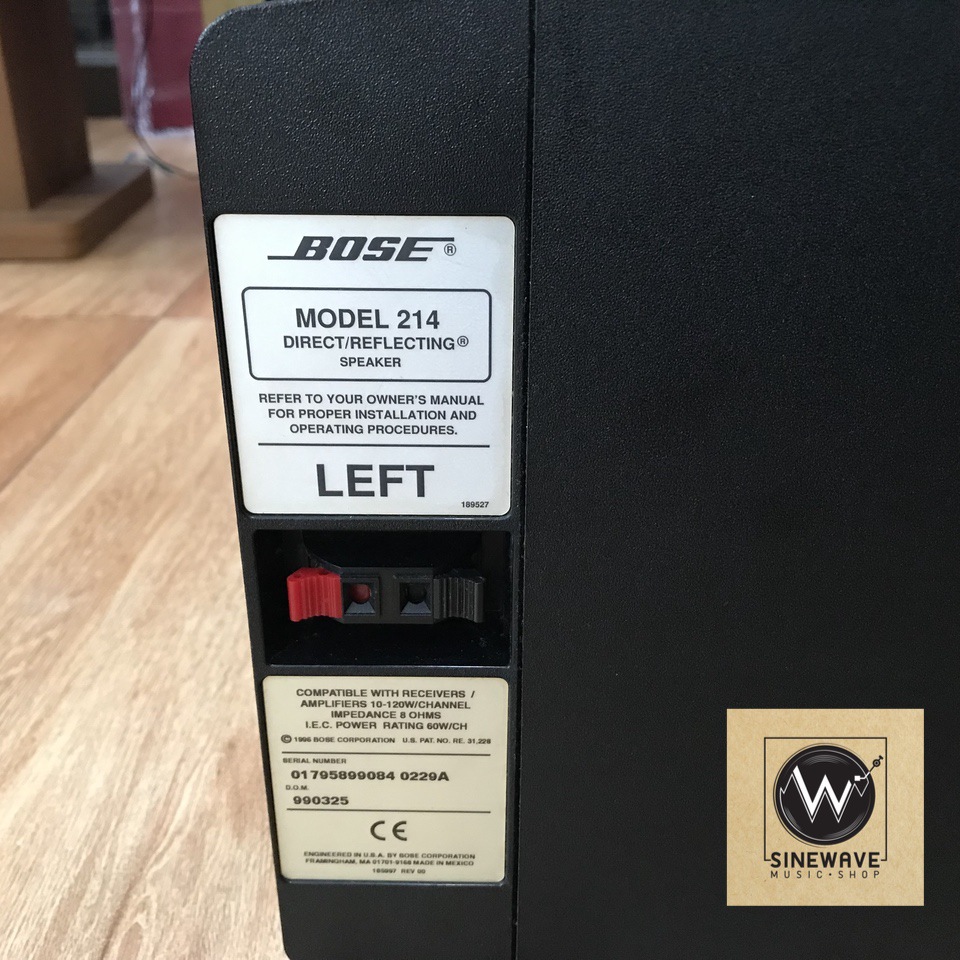 BOSE®
MODEL 214
DIRECT/REFLECTING®
SPEAKER
REFER TO YOUR OWNER'S MANUAL
FOR PROPER INSTALLATION AND
OPERATING PROCEDURES.
LEFT
189527
COMPATIBLE WITH RECEIVERS /
AMPLIFIERS 10-120W/CHANNEL
IMPEDANCE 8 OHMS
I.E.C. POWER RATING 60W/CH
© 1996 BOSE CORPORATION U.S. PAT. NO. RE. 31,228
SERIAL NUMBER
01795899084 0229A
D.O.M.
990325
CE
ENGINEERED IN U.S.A. BY BOSE CORPORATION
FRAMINGHAM, MA 01701-9168 MADE IN MEXICO
REV 00
W
SINEWAVE
MUSIC·SHOP